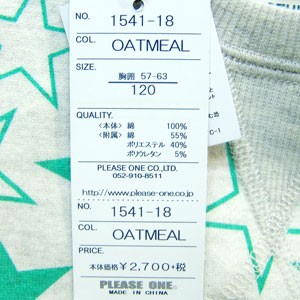 NO. 1541-18
COL. OATMEAL
SIZE.
胸囲 57-63
120
QUALITY.
<本体> 綿 100%
<附属> 綿 55%
ポリエステル 40%
ポリウレタン 5%
PLEASE ONE CO.,LTD.
052-910-8511
http://www.please-one.co.jp
NO. 1541-18
COL. OATMEAL
PRICE.
本体価格 ¥2,700+税
PLEASE ONE.
MADE IN CHINA